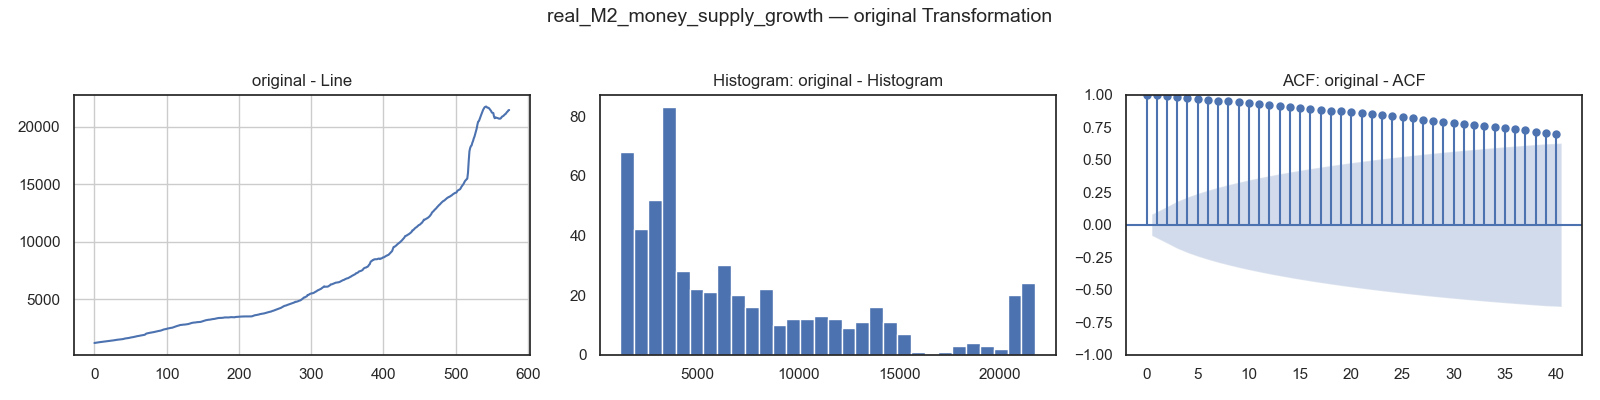 real_M2_money_supply_growth — original Transformation
original - Line
20000
15000
10000
5000
0 100 200 300 400 500 600
Histogram: original - Histogram
80
60
40
20
0
5000 10000 15000 20000
ACF: original - ACF
1.00
0.75
0.50
0.25
0.00
−0.25
−0.50
−0.75
−1.00
0 5 10 15 20 25 30 35 40